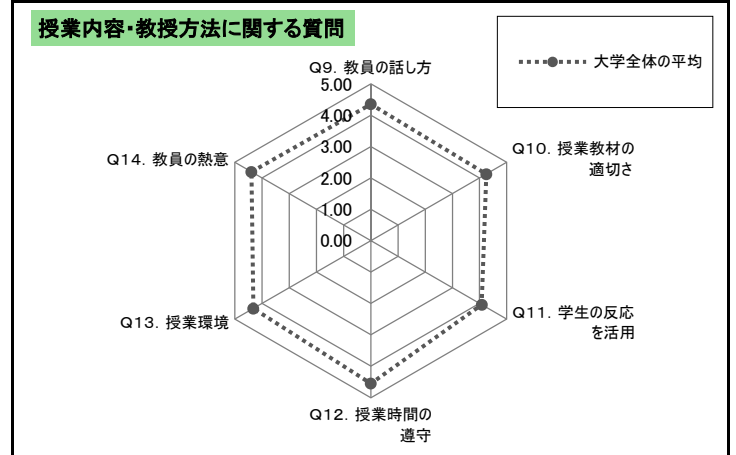 授業内容・教授方法に関する質問
大学全体の平均
Q9. 教員の話し方
5.00
4.00
3.00
2.00
1.00
0.00
Q10. 授業教材の
適切さ
Q11. 学生の反応
を活用
Q12. 授業時間の
遵守
Q13. 授業環境
Q14. 教員の熱意